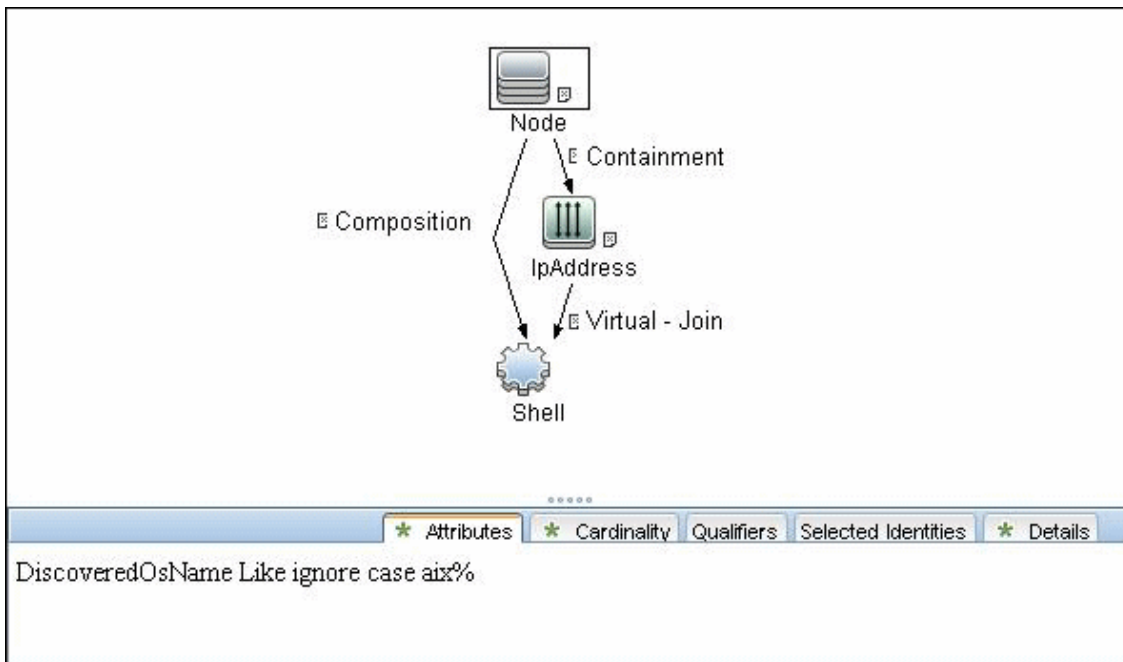 Node
Containment
Composition
IpAddress
Virtual - Join
Shell
Attributes
Cardinality
Qualifiers
Selected Identities
Details
DiscoveredOsName Like ignore case aix%